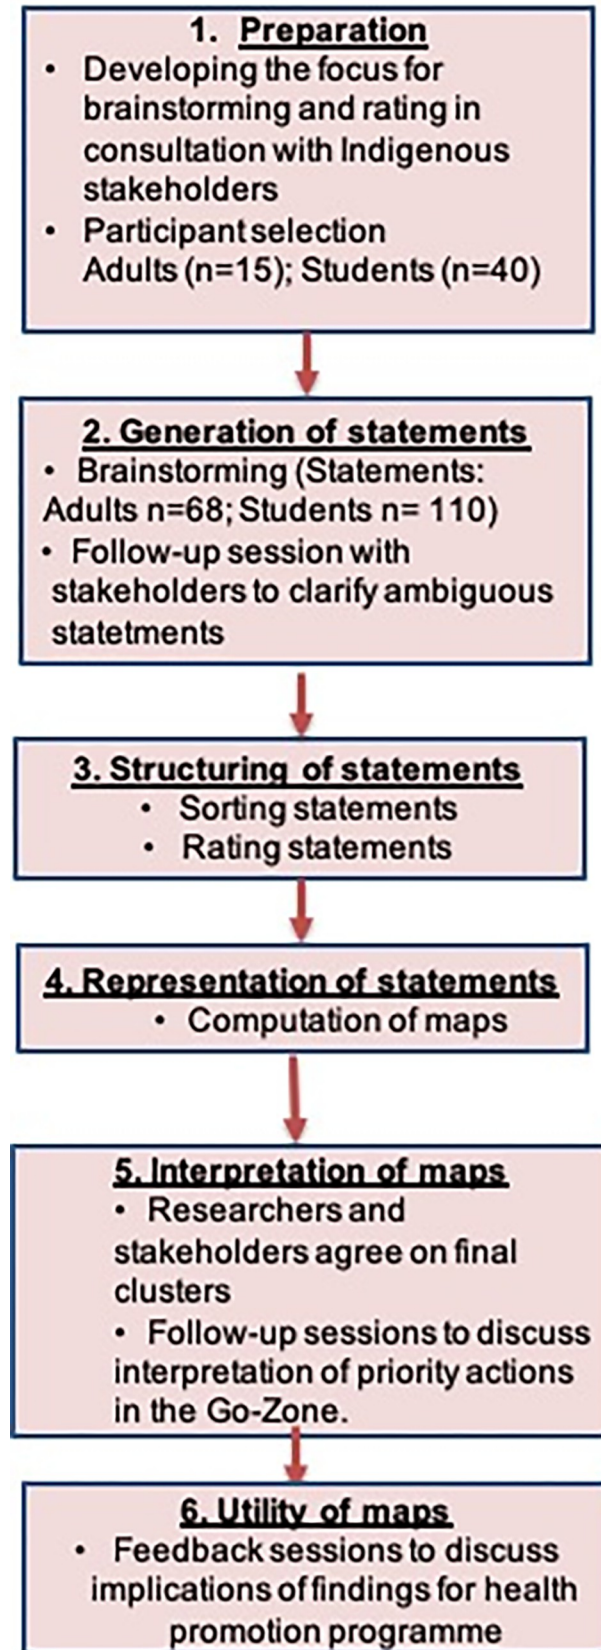 1. Preparation
• Developing the focus for
brainstorming and rating in
consultation with Indigenous
stakeholders
• Participant selection
Adults (n=15); Students (n=40)
2. Generation of statements
• Brainstorming (Statements:
Adults n=68; Students n= 110)
• Follow-up session with
stakeholders to clarify ambiguous
statetments
3. Structuring of statements
• Sorting statements
• Rating statements
4. Representation of statements
• Computation of maps
5. Interpretation of maps
• Researchers and
stakeholders agree on final
clusters
• Follow-up sessions to discuss
interpretation of priority actions
in the Go-Zone.
6. Utility of maps
• Feedback sessions to discuss
implications of findings for health
promotion programme